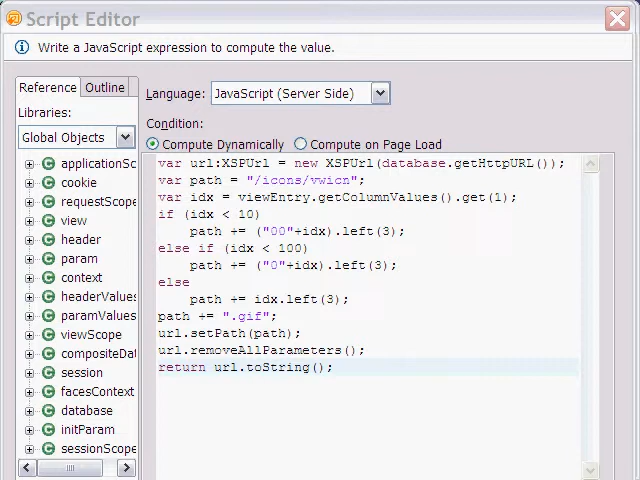 Script Editor
Write a JavaScript expression to compute the value.
Reference
Outline
Language:
JavaScript (Server Side)
Libraries:
Global Objects
Condition:
Compute Dynamically
Compute on Page Load
applicationSc
cookie
requestScope
view
header
param
context
headerValues
paramValues
viewScope
compositeDat
session
facesContext
database
initParam
sessionScope
var url:XSPUrl = new XSPUrl(database.getHttpURL());
var path = "/icons/vwicn";
var idx = viewEntry.getColumnValues().get(1);
if (idx < 10)
path += ("00"+idx).left(3);
else if (idx < 100)
path += ("0"+idx).left(3);
else
path += idx.left(3);
path += ".gif";
url.setPath(path);
url.removeAllParameters();
return url.toString();